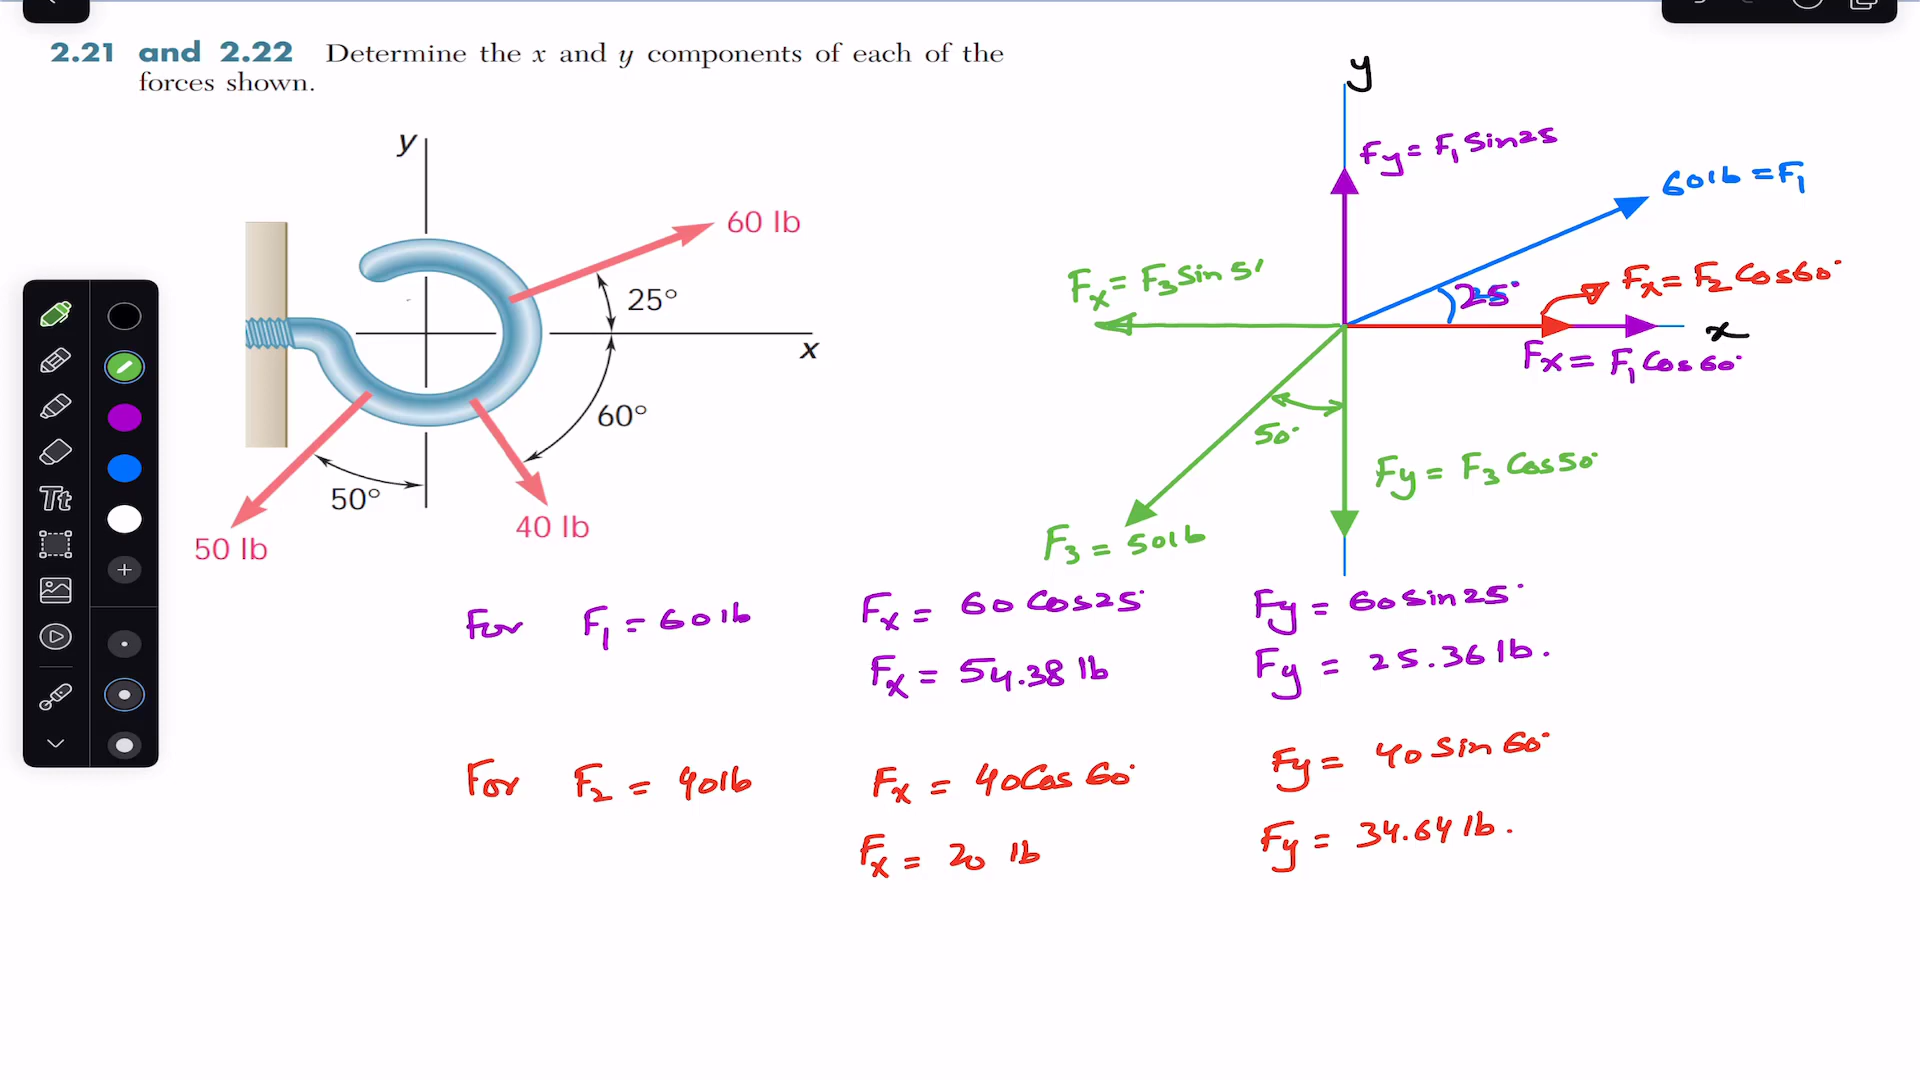 2.21 and 2.22 Determine the x and y components of each of the
forces shown.
y
60 lb
25°
x
60°
50°
40 lb
50 lb
y
Fy = F1 Sin25
60lb = F1
Fx = F3 Sin 5
25°
Fx = F2 Cos60°
x
Fx = F1 Cos60°
50°
Fy = F3 Cos50°
F3 = 50lb
For F1 = 60lb Fx = 60 Cos25° Fy = 60 Sin 25°
Fx = 54.38 lb Fy = 25.36 lb.
For F2 = 40lb Fx = 40Cos 60° Fy = 40 Sin 60°
Fx = 20 lb Fy = 34.64 lb.
Tt